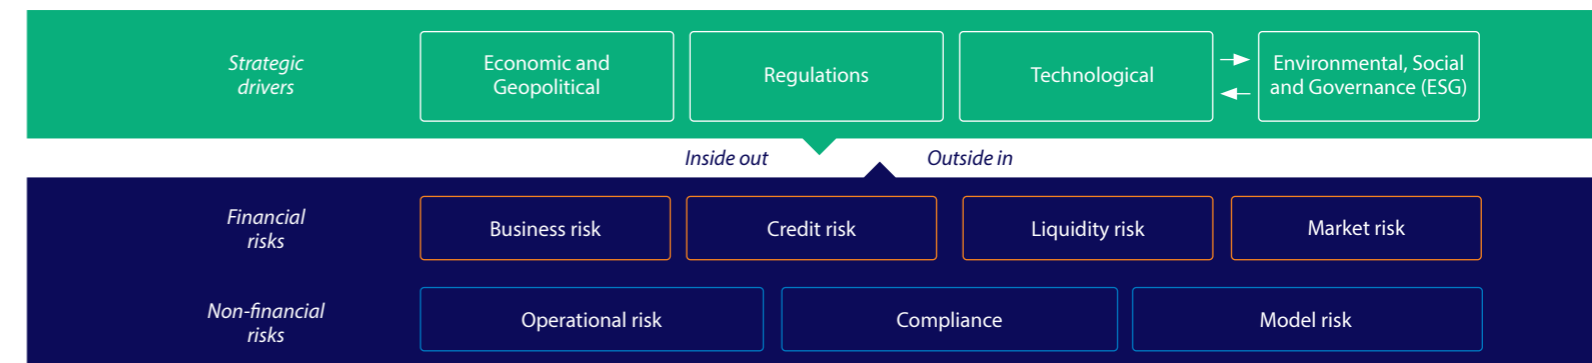 Strategic
drivers
Economic and
Geopolitical
Regulations
Technological
Environmental, Social
and Governance (ESG)
Inside out
Outside in
Financial
risks
Business risk
Credit risk
Liquidity risk
Market risk
Non-financial
risks
Operational risk
Compliance
Model risk